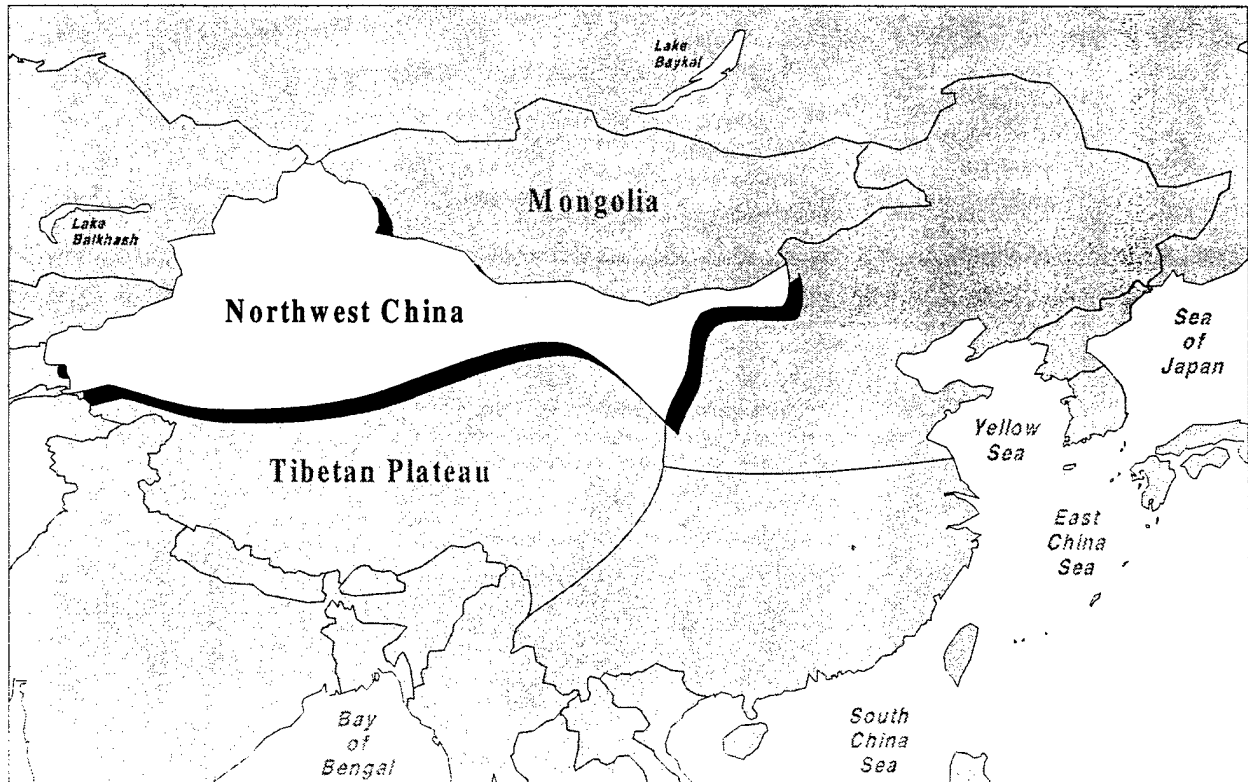 Lake
Baykal
Mongolia
Lake
Balkhash
Northwest China
Sea
of
Japan
Yellow
Sea
Tibetan Plateau
East
China
Sea
Bay
of
Bengal
South
China
Sea